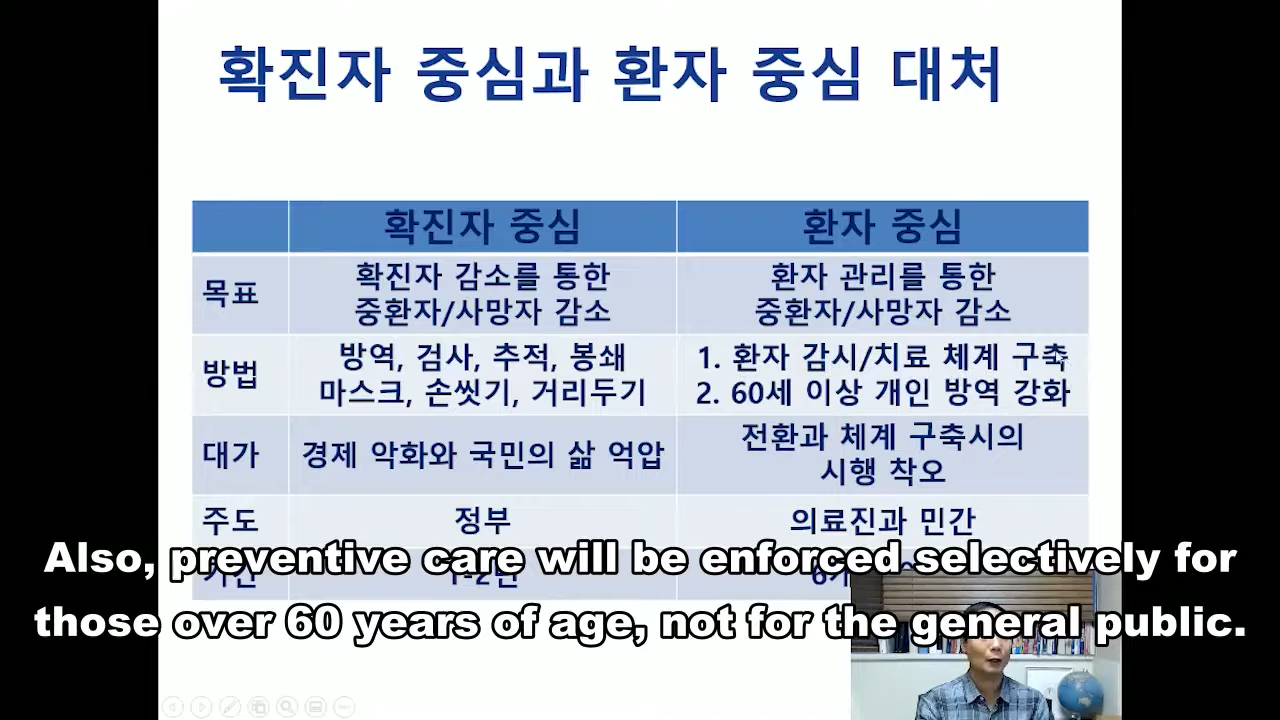 확진자 중심과 환자 중심 대처
확진자 중심
환자 중심
목표
확진자 감소를 통한
중환자/사망자 감소
환자 관리를 통한
중환자/사망자 감소
방법
방역, 검사, 추적, 봉쇄
마스크, 손씻기, 거리두기
1. 환자 감시/치료 체계 구축
2. 60세 이상 개인 방역 강화
대가
경제 악화와 국민의 삶 억압
전환과 체계 구축시의
시행 착오
주도
정부
의료진과 민간
기간
1-2년
Also, preventive care will be enforced selectively for
those over 60 years of age, not for the general public.